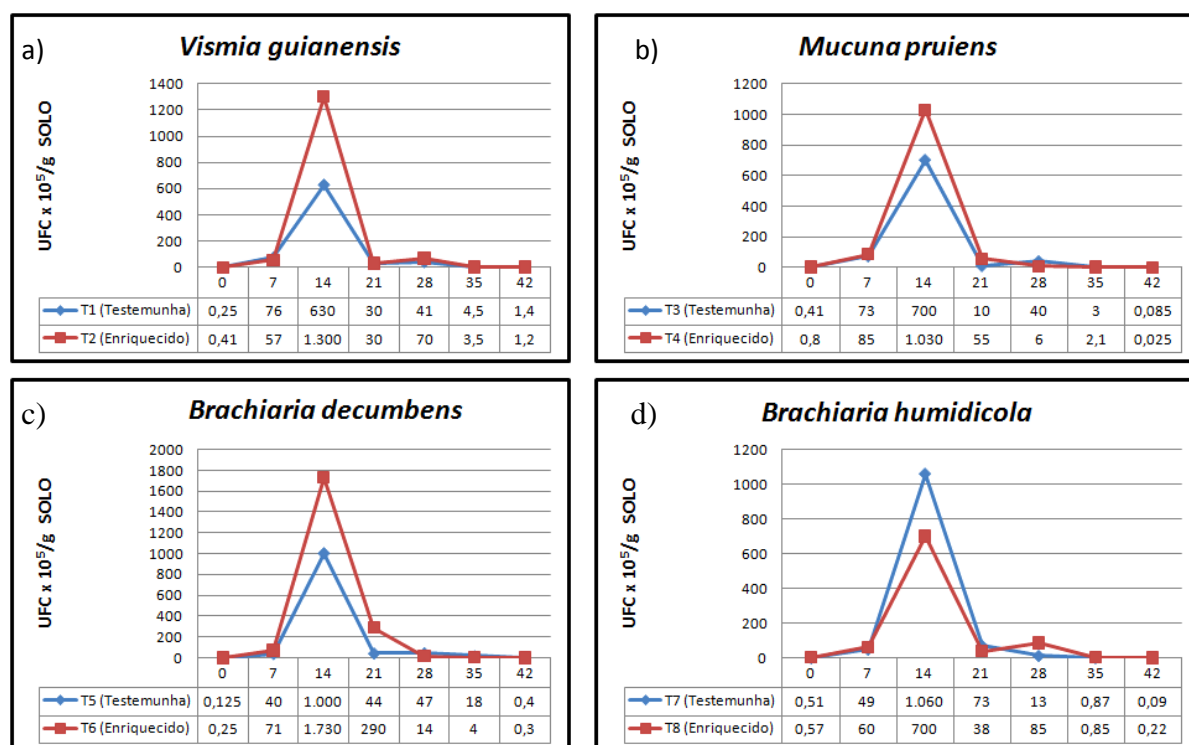 a)
Vismia guianensis
UFC x 10⁵/g SOLO
1400
1200
1000
800
600
400
200
0
0 7 14 21 28 35 42
T1 (Testemunha) 0,25 76 630 30 41 4,5 1,4
T2 (Enriquecido) 0,41 57 1.300 30 70 3,5 1,2
b)
Mucuna pruiens
UFC x 10⁵/g SOLO
1200
1000
800
600
400
200
0
0 7 14 21 28 35 42
T3 (Testemunha) 0,41 73 700 10 40 3 0,085
T4 (Enriquecido) 0,8 85 1.030 55 6 2,1 0,025
c)
Brachiaria decumbens
UFC x 10⁵/g SOLO
2000
1800
1600
1400
1200
1000
800
600
400
200
0
0 7 14 21 28 35 42
T5 (Testemunha) 0,125 40 1.000 44 47 18 0,4
T6 (Enriquecido) 0,25 71 1.730 290 14 4 0,3
d)
Brachiaria humidicola
UFC x 10⁵/g SOLO
1200
1000
800
600
400
200
0
0 7 14 21 28 35 42
T7 (Testemunha) 0,51 49 1.060 73 13 0,87 0,09
T8 (Enriquecido) 0,57 60 700 38 85 0,85 0,22